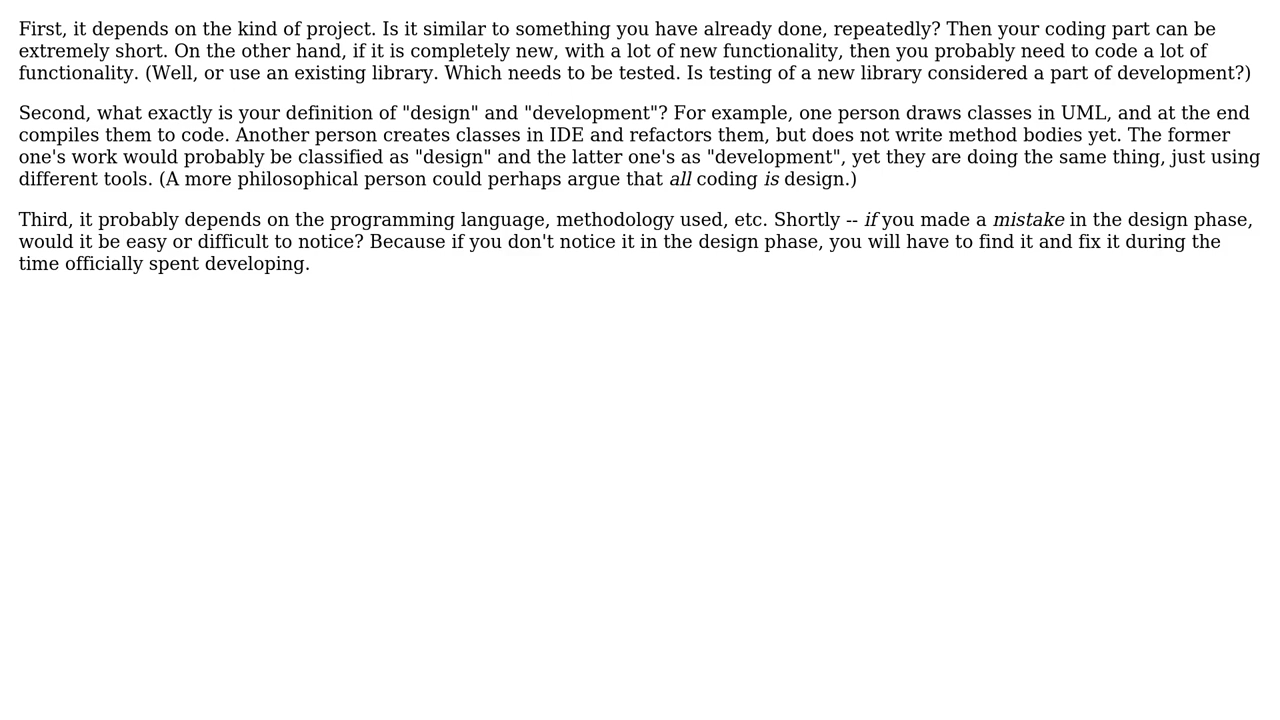 First, it depends on the kind of project. Is it similar to something you have already done, repeatedly? Then your coding part can be
extremely short. On the other hand, if it is completely new, with a lot of new functionality, then you probably need to code a lot of
functionality. (Well, or use an existing library. Which needs to be tested. Is testing of a new library considered a part of development?)
Second, what exactly is your definition of "design" and "development"? For example, one person draws classes in UML, and at the end
compiles them to code. Another person creates classes in IDE and refactors them, but does not write method bodies yet. The former
one's work would probably be classified as "design" and the latter one's as "development", yet they are doing the same thing, just using
different tools. (A more philosophical person could perhaps argue that all coding is design.)
Third, it probably depends on the programming language, methodology used, etc. Shortly -- if you made a mistake in the design phase,
would it be easy or difficult to notice? Because if you don't notice it in the design phase, you will have to find it and fix it during the
time officially spent developing.